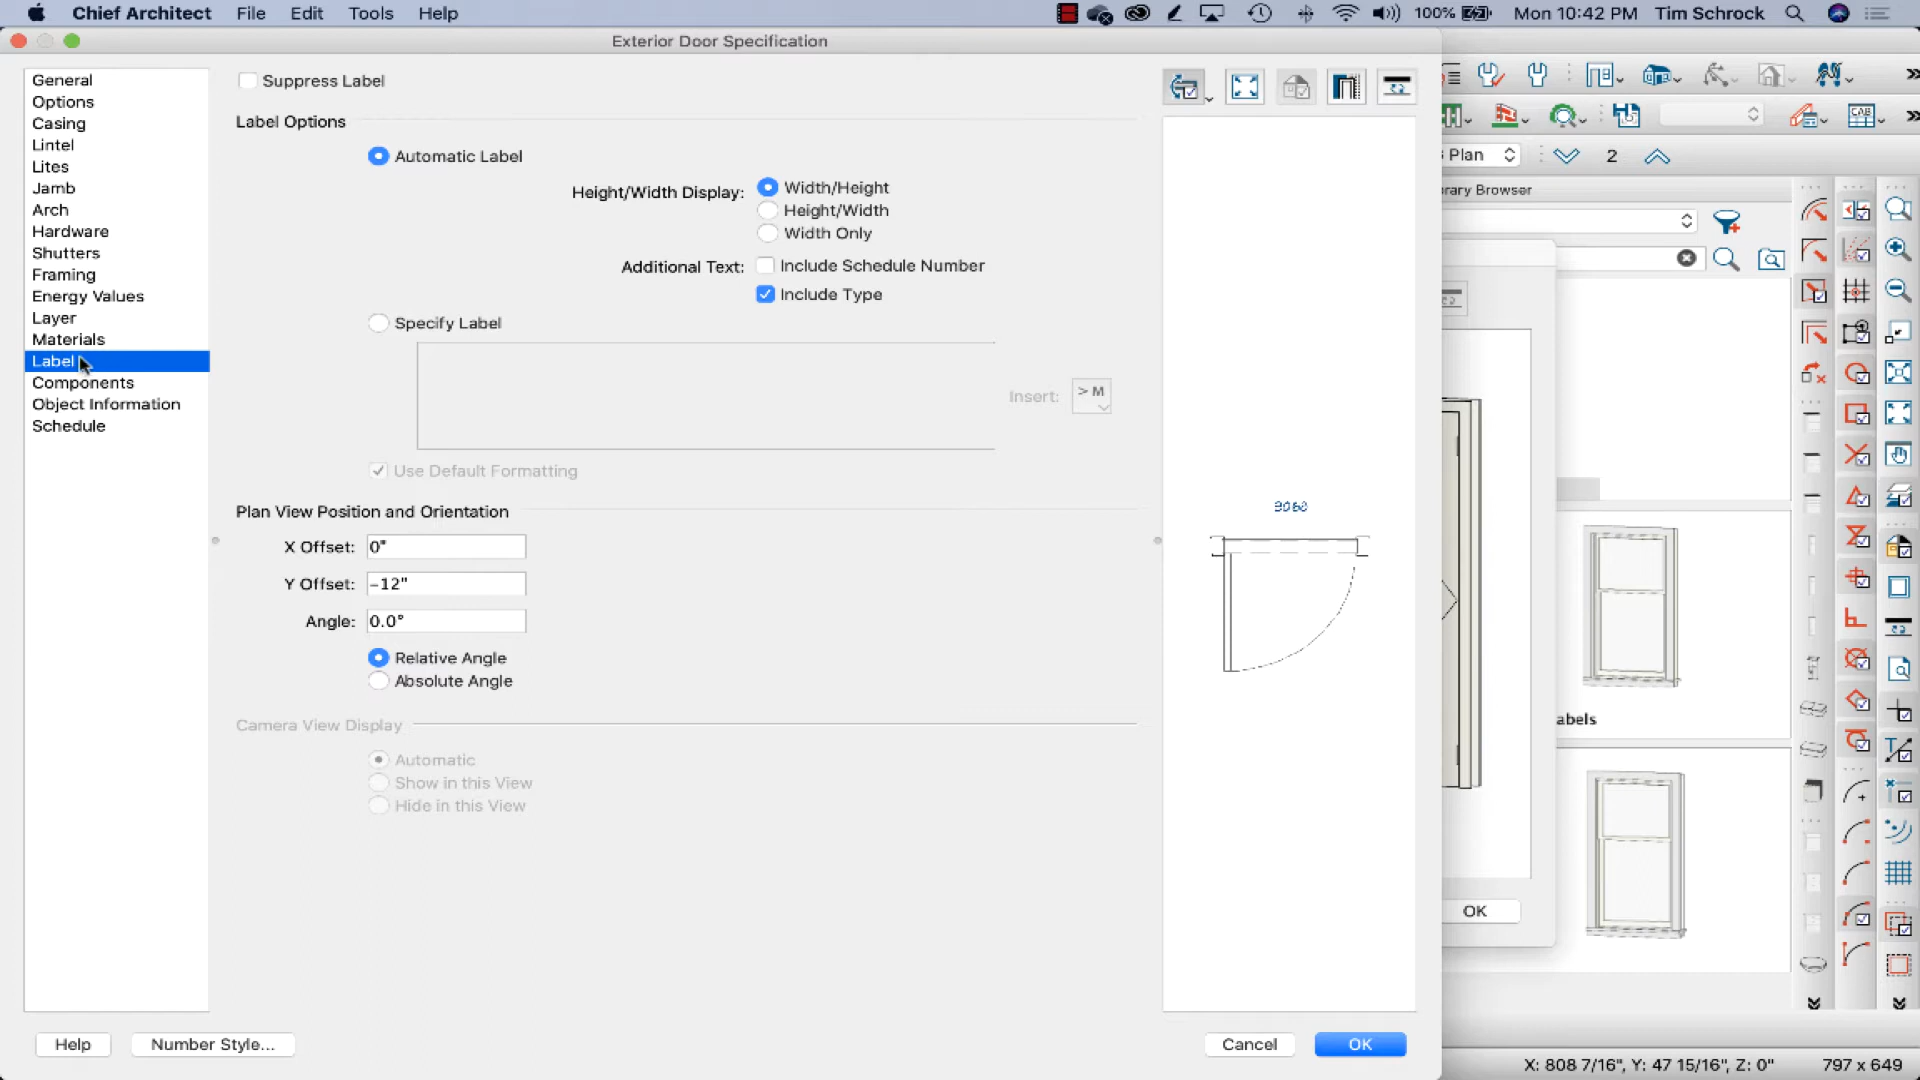 Chief Architect File Edit Tools Help 100% Mon 10:42 PM Tim Schrock
Exterior Door Specification
General
Options
Casing
Lintel
Lites
Jamb
Arch
Hardware
Shutters
Framing
Energy Values
Layer
Materials
Label
Components
Object Information
Schedule
Suppress Label
Label Options
Automatic Label
Height/Width Display:
Width/Height
Height/Width
Width Only
Additional Text:
Include Schedule Number
Include Type
Specify Label
Insert: > M
Use Default Formatting
Plan View Position and Orientation
X Offset: 0"
Y Offset: -12"
Angle: 0.0°
Relative Angle
Absolute Angle
Camera View Display
Automatic
Show in this View
Hide in this View
Help
Number Style...
Cancel
OK
CAB
Plan
2
rary Browser
abels
OK
X: 808 7/16", Y: 47 15/16", Z: 0" 797 x 649